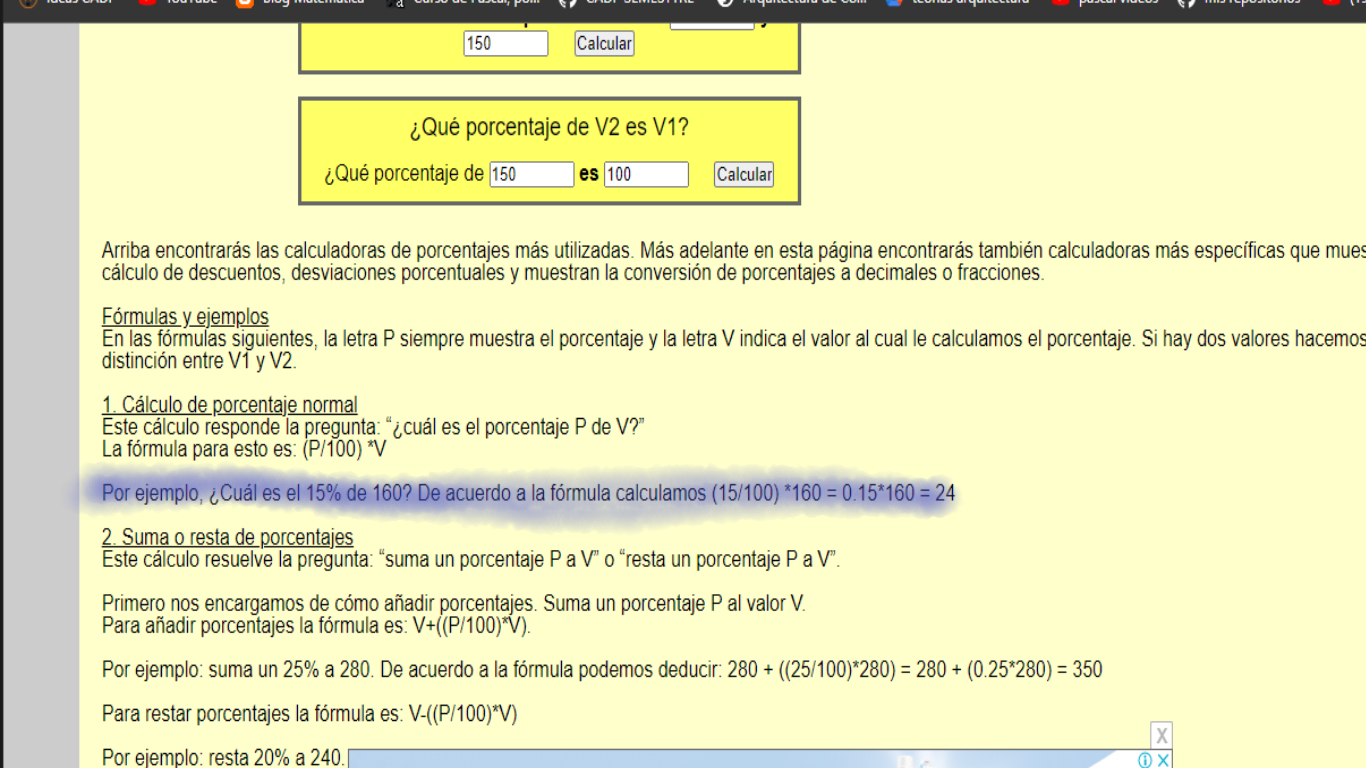 YouTube
150 Calcular
¿Qué porcentaje de V2 es V1?
¿Qué porcentaje de 150 es 100 Calcular
Arriba encontrarás las calculadoras de porcentajes más utilizadas. Más adelante en esta página encontrarás también calculadoras más específicas que
cálculo de descuentos, desviaciones porcentuales y muestran la conversión de porcentajes a decimales o fracciones.
Fórmulas y ejemplos
En las fórmulas siguientes, la letra P siempre muestra el porcentaje y la letra V indica el valor al cual le calculamos el porcentaje. Si hay dos valores hacemos
distinción entre V1 y V2.
1. Cálculo de porcentaje normal
Este cálculo responde la pregunta: “¿cuál es el porcentaje P de V?”
La fórmula para esto es: (P/100) *V
Por ejemplo, ¿Cuál es el 15% de 160? De acuerdo a la fórmula calculamos (15/100) *160 = 0.15*160 = 24
2. Suma o resta de porcentajes
Este cálculo resuelve la pregunta: “suma un porcentaje P a V” o “resta un porcentaje P a V”.
Primero nos encargamos de cómo añadir porcentajes. Suma un porcentaje P al valor V.
Para añadir porcentajes la fórmula es: V+((P/100)*V).
Por ejemplo: suma un 25% a 280. De acuerdo a la fórmula podemos deducir: 280 + ((25/100)*280) = 280 + (0.25*280) = 350
Para restar porcentajes la fórmula es: V-((P/100)*V)
X
Por ejemplo: resta 20% a 240.